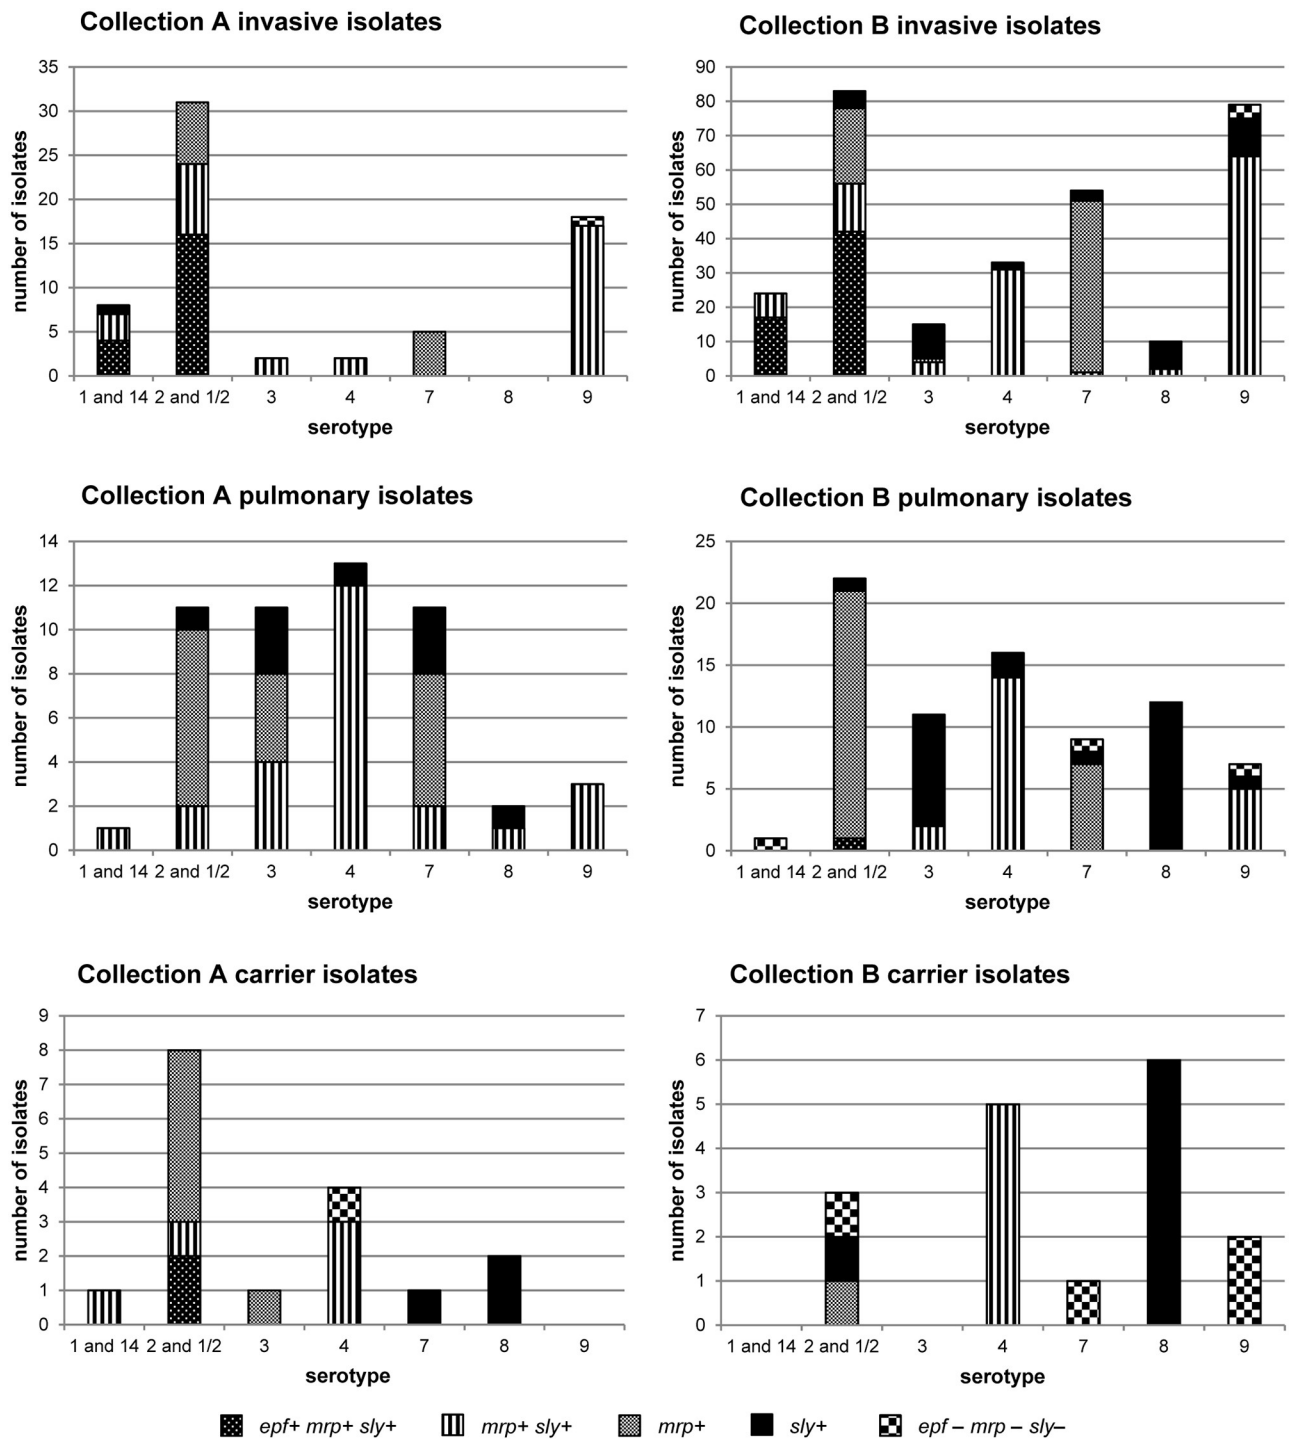 Collection A invasive isolates
number of isolates
35
30
25
20
15
10
5
0
1 and 14 2 and 1/2 3 4 7 8 9
serotype
Collection B invasive isolates
number of isolates
90
80
70
60
50
40
30
20
10
0
1 and 14 2 and 1/2 3 4 7 8 9
serotype
Collection A pulmonary isolates
number of isolates
14
12
10
8
6
4
2
0
1 and 14 2 and 1/2 3 4 7 8 9
serotype
Collection B pulmonary isolates
number of isolates
25
20
15
10
5
0
1 and 14 2 and 1/2 3 4 7 8 9
serotype
Collection A carrier isolates
number of isolates
9
8
7
6
5
4
3
2
1
0
1 and 14 2 and 1/2 3 4 7 8 9
serotype
Collection B carrier isolates
number of isolates
7
6
5
4
3
2
1
0
1 and 14 2 and 1/2 3 4 7 8 9
serotype
epf+ mrp+ sly+ mrp+ sly+ mrp+ sly+ epf – mrp – sly–